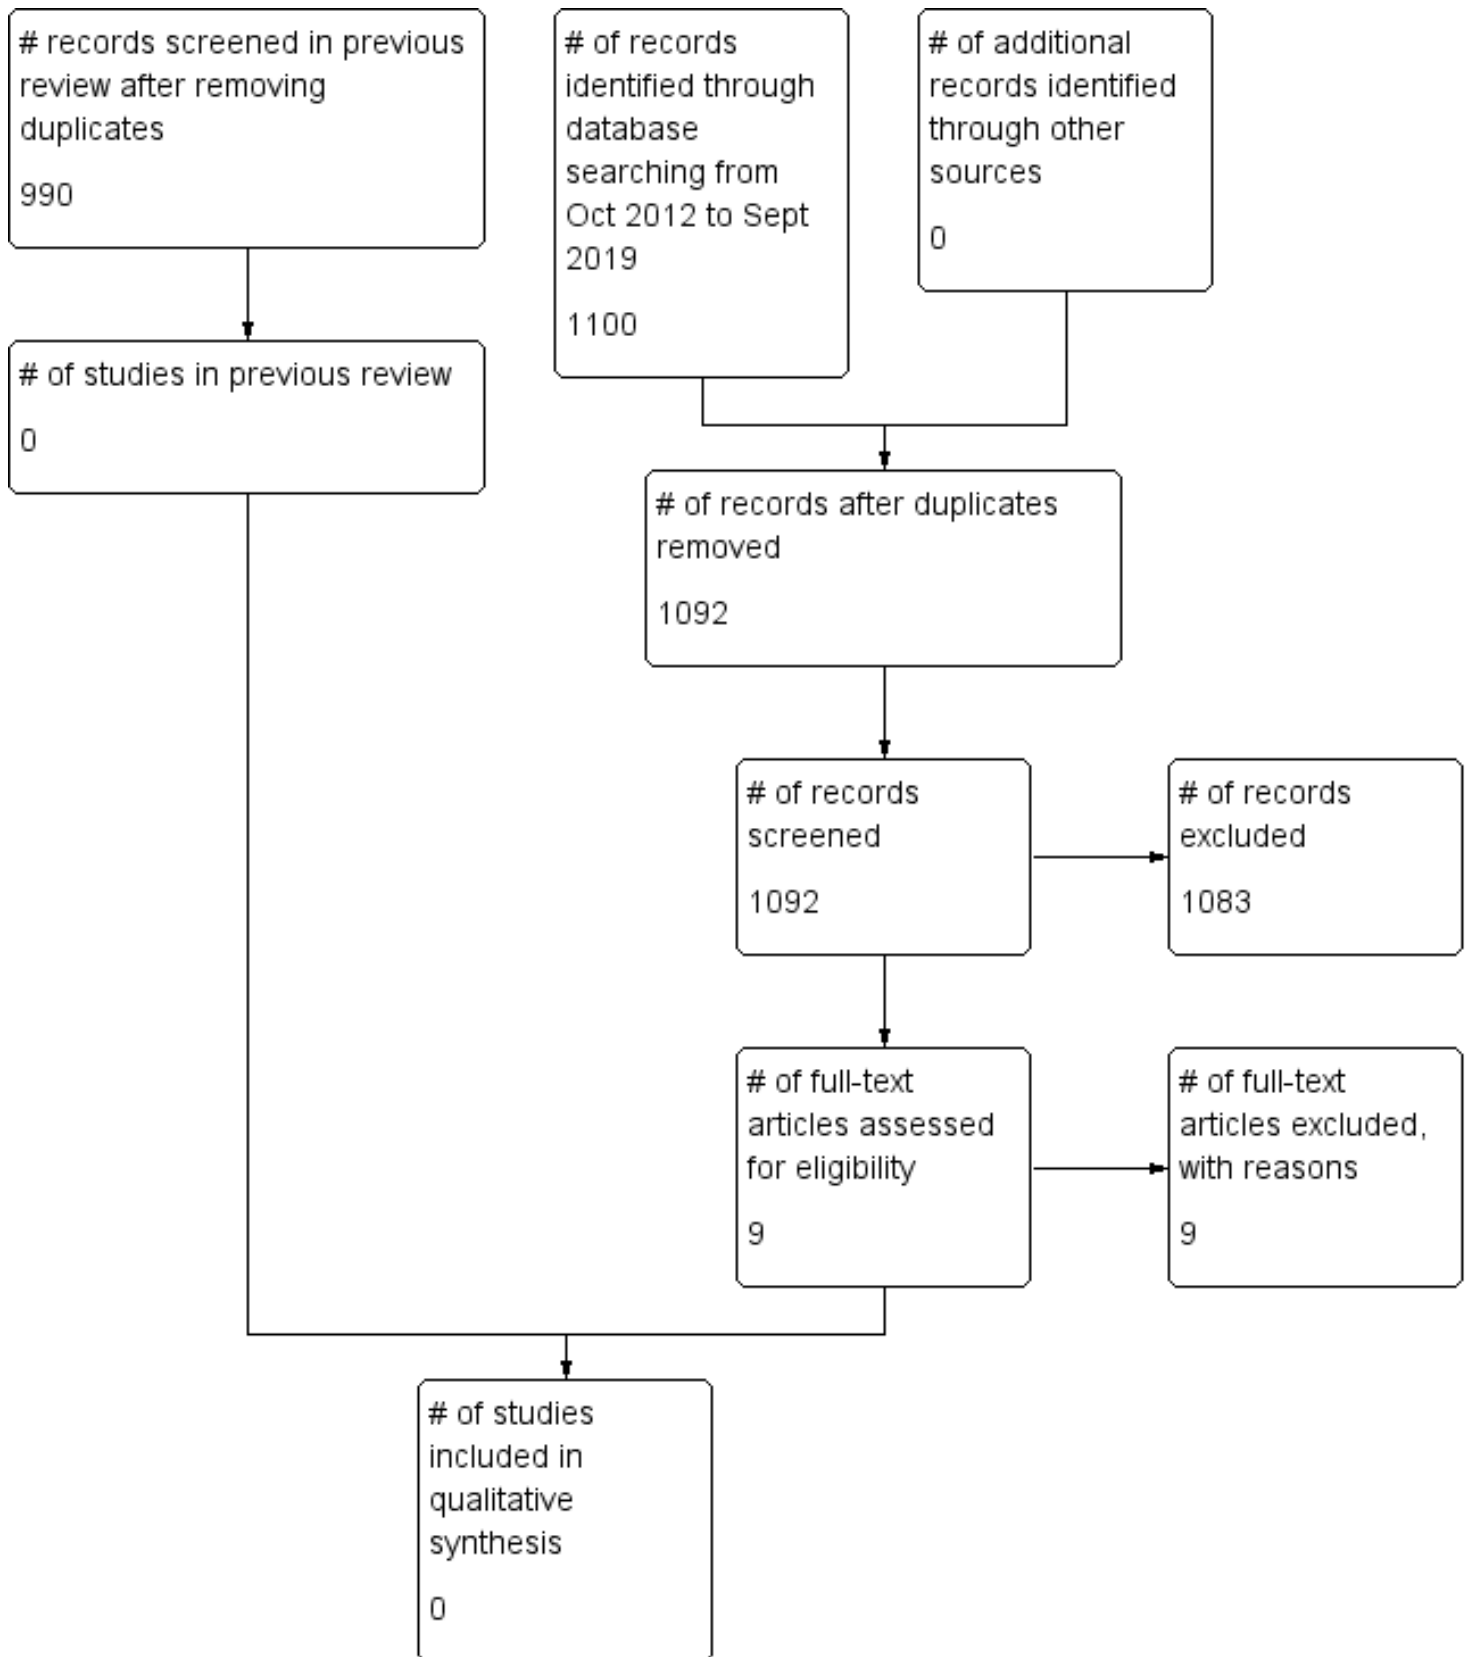 # records screened in previous
review after removing
duplicates
990
# of records
identified through
database
searching from
Oct 2012 to Sept
2019
1100
# of additional
records identified
through other
sources
0
# of studies in previous review
0
# of records after duplicates
removed
1092
# of records
screened
1092
# of records
excluded
1083
# of full-text
articles assessed
for eligibility
9
# of full-text
articles excluded,
with reasons
9
# of studies
included in
qualitative
synthesis
0